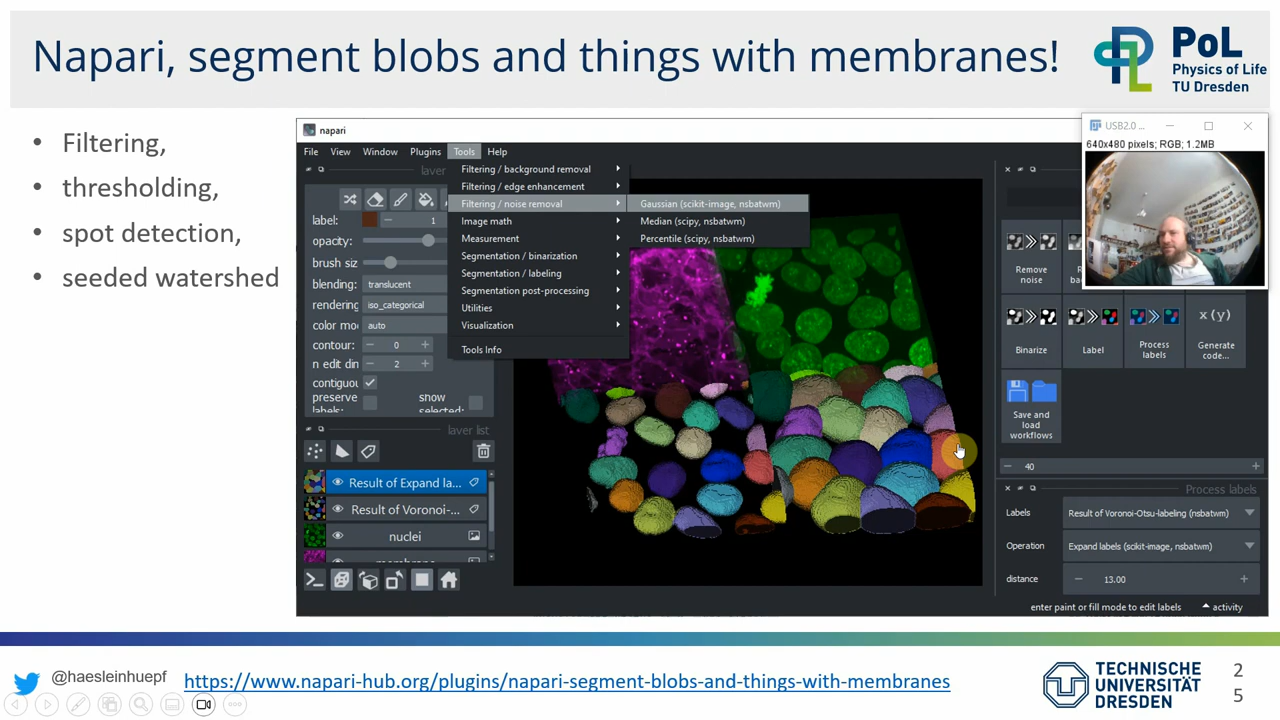 Napari, segment blobs and things with membranes!
PoL
Physics of Life
TU Dresden
• Filtering,
• thresholding,
• spot detection,
• seeded watershed
napari
File View Window Plugins Tools Help
label: 1
opacity:
brush siz
blending: translucent
rendering: iso_categorical
color mo: auto
contour: 0
n edit din 2
contiguou
preserve
labels:
show
selected:
layer list
Result of Expand la...
Result of Voronoi-...
nuclei
Filtering / background removal
Filtering / edge enhancement
Filtering / noise removal
Image math
Measurement
Segmentation / binarization
Segmentation / labeling
Segmentation post-processing
Utilities
Visualization
Tools Info
Gaussian (scikit-image, nsbatwm)
Median (scipy, nsbatwm)
Percentile (scipy, nsbatwm)
USB2.0 ...
640x480 pixels; RGB; 1.2MB
Remove
noise
Binarize
Label
Process
labels
x(y)
Generate
code...
Save and
load
workflows
40
Process labels
Labels Result of Voronoi-Otsu-labeling (nsbatwm)
Operation Expand labels (scikit-image, nsbatwm)
distance 13.00
enter paint or fill mode to edit labels activity
@haesleinhuepf
https://www.napari-hub.org/plugins/napari-segment-blobs-and-things-with-membranes
TECHNISCHE
UNIVERSITÄT
DRESDEN
2
5